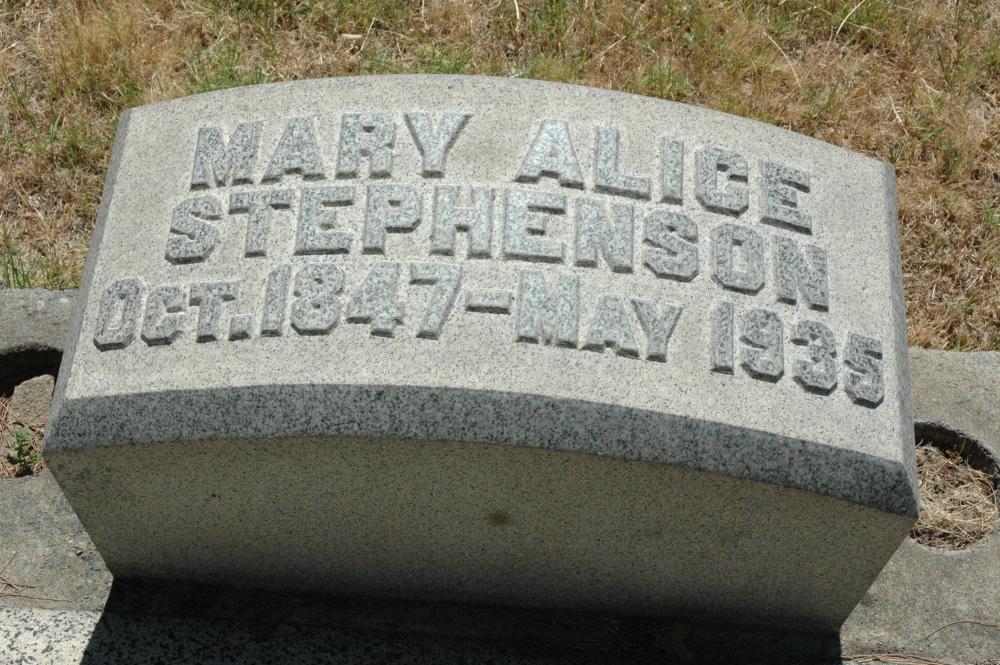 MARY ALICE
STEPHENSON
OCT. 1847-MAY 1935